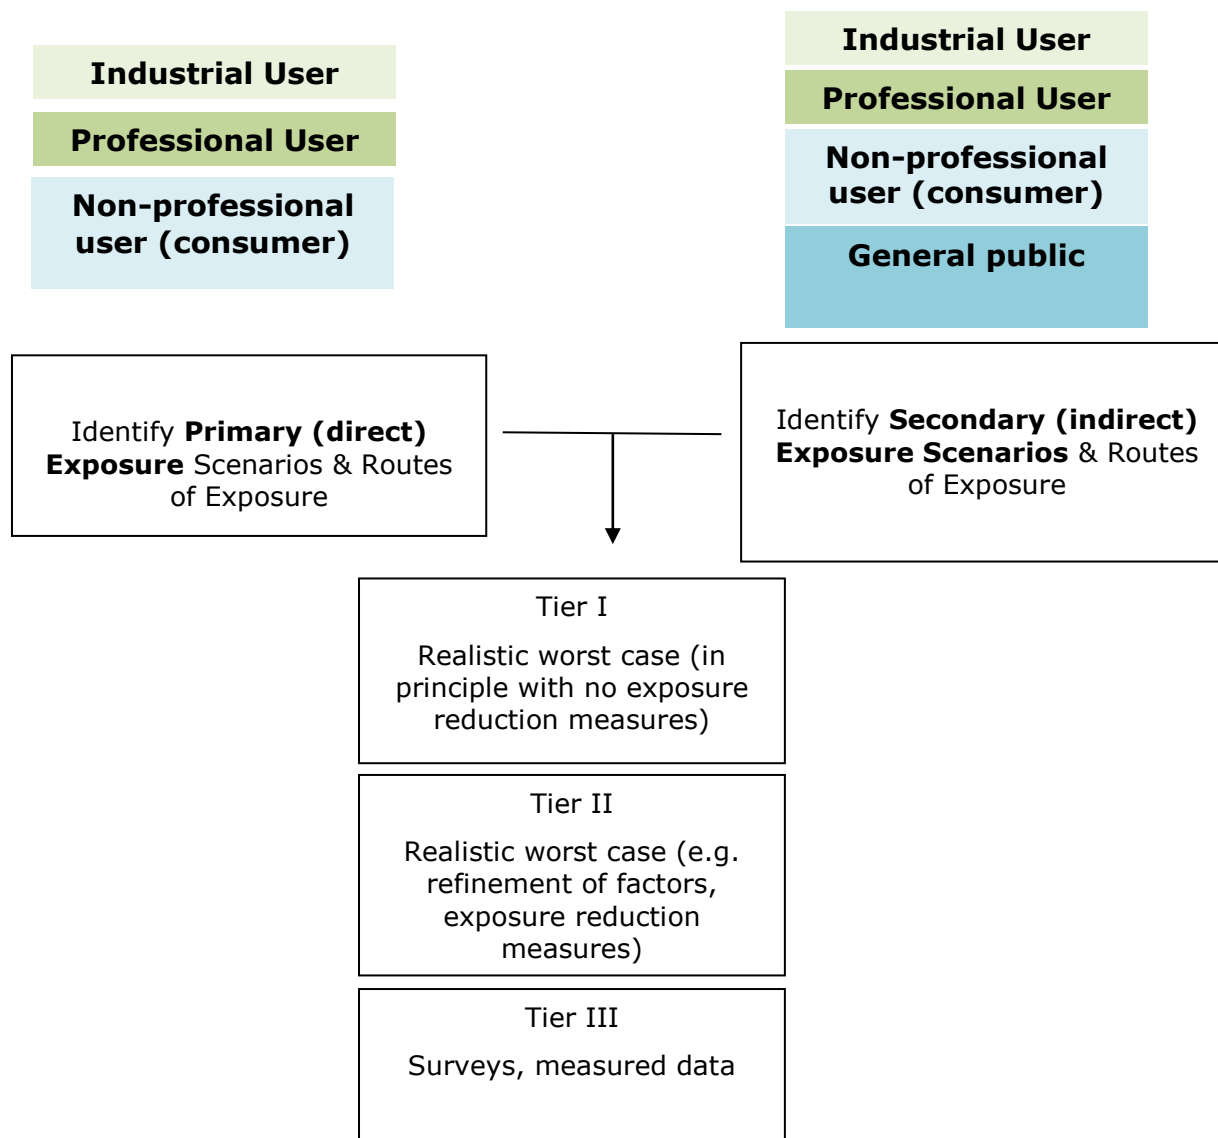 Industrial User
Professional User
Non-professional
user (consumer)
Industrial User
Professional User
Non-professional
user (consumer)
General public
Identify Primary (direct)
Exposure Scenarios & Routes
of Exposure
Identify Secondary (indirect)
Exposure Scenarios & Routes
of Exposure
Tier I
Realistic worst case (in
principle with no exposure
reduction measures)
Tier II
Realistic worst case (e.g.
refinement of factors,
exposure reduction
measures)
Tier III
Surveys, measured data